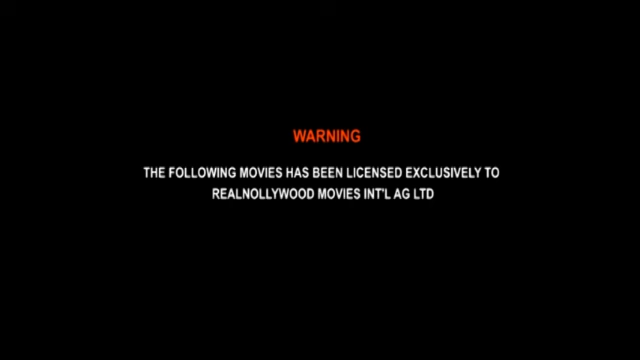 WARNING
THE FOLLOWING MOVIES HAS BEEN LICENSED EXCLUSIVELY TO
REALNOLLYWOOD MOVIES INT'L AG LTD